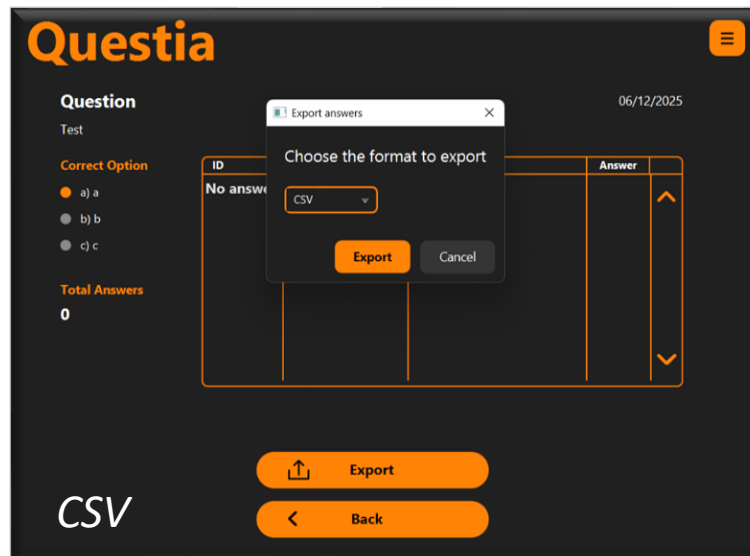 Questia
Question
06/12/2025
Test
Export answers
Choose the format to export
CSV
Export
Cancel
Correct Option
a) a
b) b
c) c
ID
Answer
No answe
Total Answers
0
Export
Back
CSV